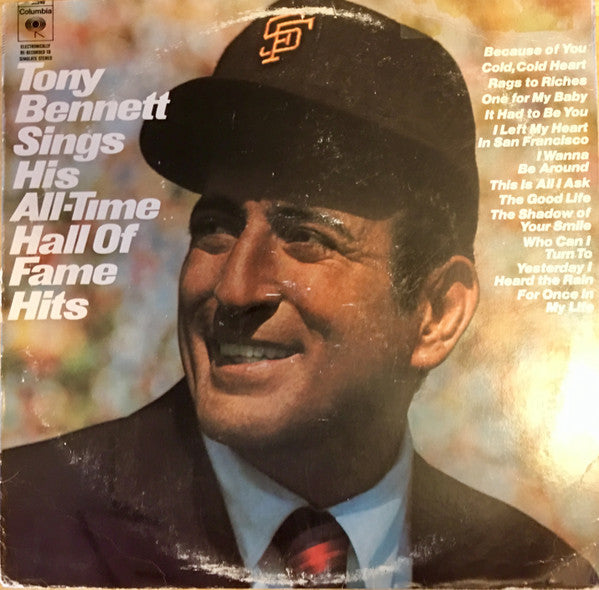 Columbia
ELECTRONICALLY
RE-RECORDED TO
SIMULATE STEREO
SF
Tony
Bennett
Sings
His
All-Time
Hall Of
Fame
Hits
Because of You
Cold, Cold Heart
Rags to Riches
One for My Baby
It Had to Be You
I Left My Heart
In San Francisco
I Wanna
Be Around
This is All I Ask
The Good Life
The Shadow of
Your Smile
Who Can I
Turn To
Yesterday I
Heard the Rain
For Once in
My Life